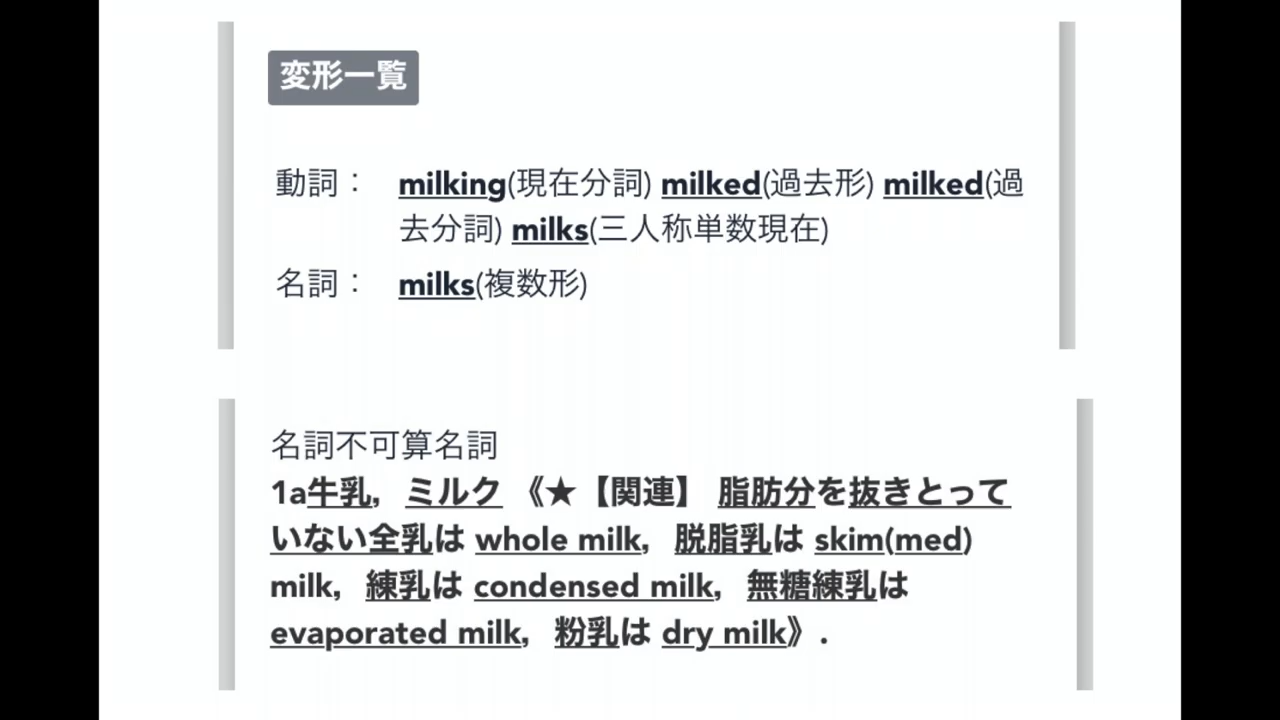 変形一覧
動詞： milking(現在分詞) milked(過去形) milked(過
去分詞) milks(三人称単数現在)
名詞： milks(複数形)
名詞不可算名詞
1a牛乳, ミルク 《★【関連】 脂肪分を抜きとって
いない全乳は whole milk, 脱脂乳は skim(med)
milk, 練乳は condensed milk, 無糖練乳は
evaporated milk, 粉乳は dry milk》.